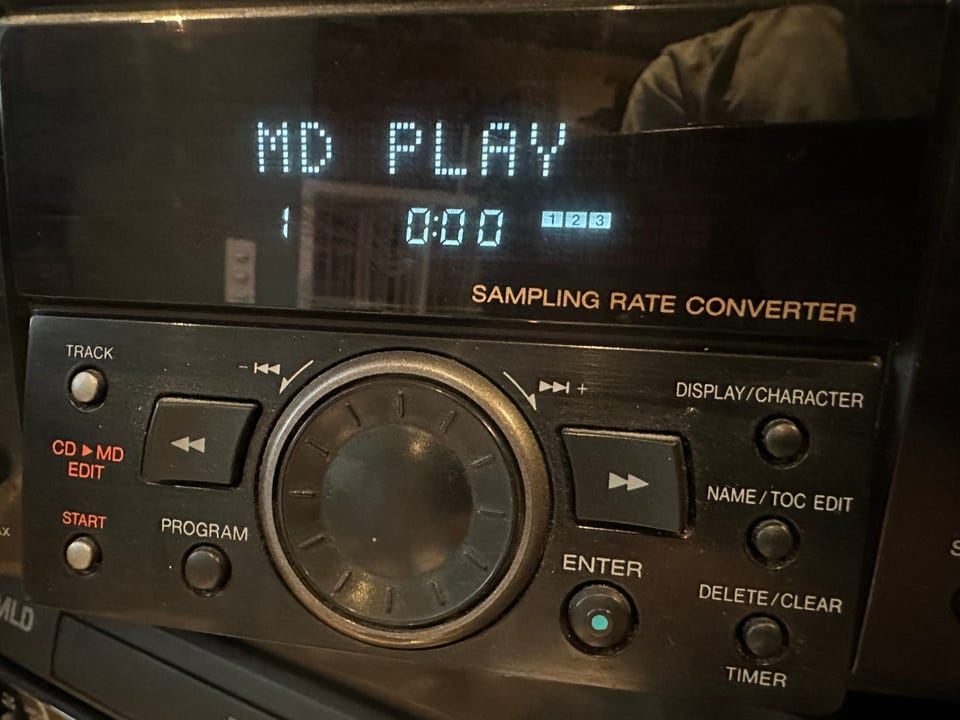 MD PLAY
1 0:00 1 2 3
SAMPLING RATE CONVERTER
TRACK
- ⏮ ⏭ +
DISPLAY/CHARACTER
◀◀ ▶▶
CD ▶ MD
EDIT
NAME/TOC EDIT
START
PROGRAM
ENTER
DELETE/CLEAR
TIMER
MLD